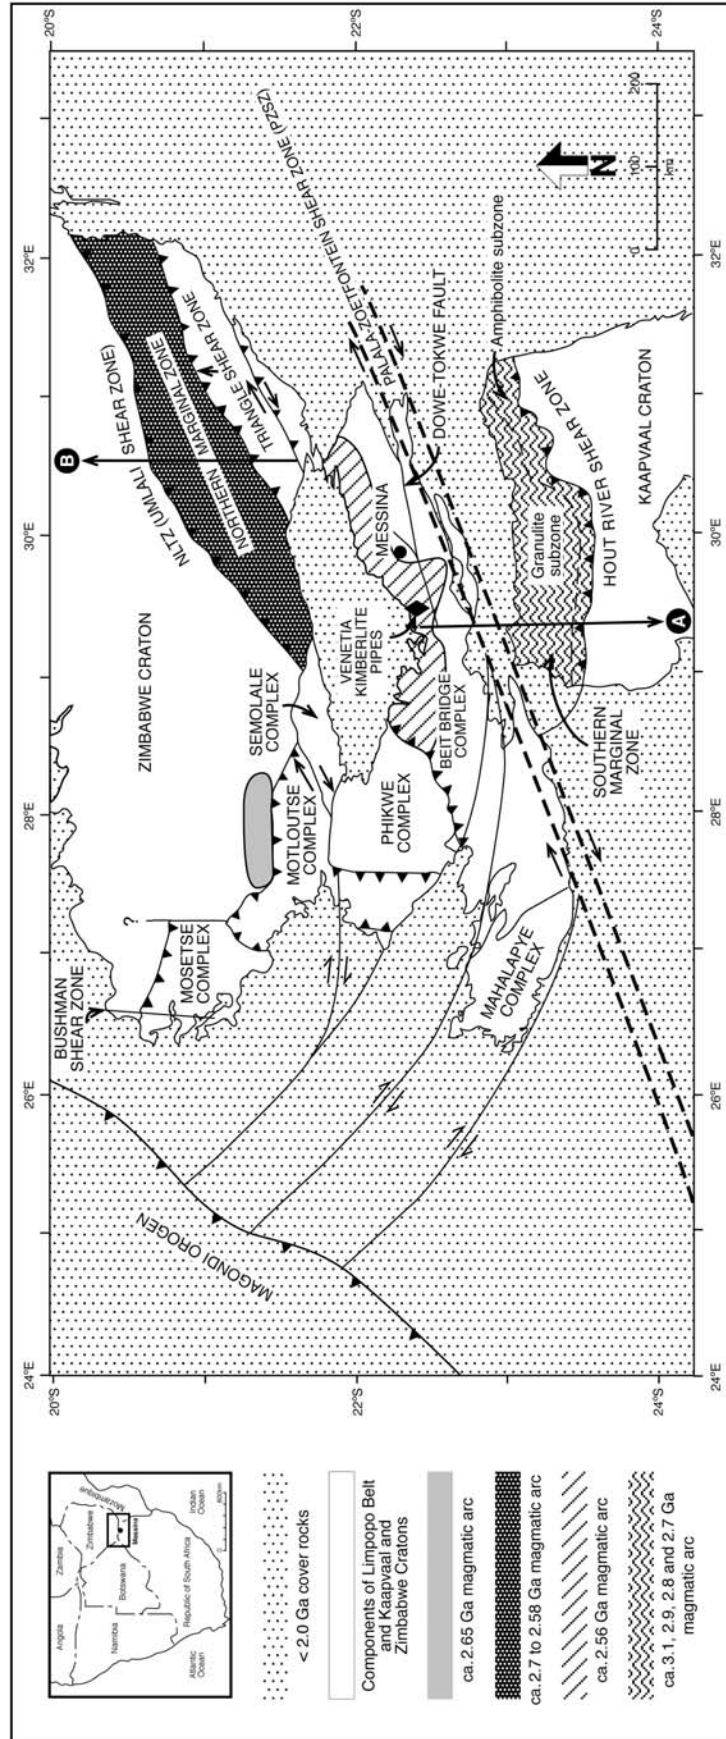 20°S
22°S
24°S
ZIMBABWE CRATON
NLTZ (UMLALI
SHEAR ZONE)
NORTHERN
MARGINAL ZONE
TRIANGLE SHEAR ZONE
B
BUSHMAN
SHEAR ZONE
?
MOSETSE
COMPLEX
SEMOLALE
COMPLEX
MOTLOUTSE
COMPLEX
MAGONDI OROGEN
PHIKWE
COMPLEX
VENETIA
KIMBERLITE
PIPES
MESSINA
BEIT BRIDGE
COMPLEX
PALALA-ZOETFONTEIN SHEAR ZONE (PZSZ)
DOWE-TOKWE FAULT
MAHALAPYE
COMPLEX
Amphibolite subzone
Granulite
subzone
HOUT RIVER SHEAR ZONE
SOUTHERN
MARGINAL
ZONE
KAAPVAAL CRATON
A
N
0
100
200
km
20°S
22°S
24°S
24°E
26°E
28°E
30°E
32°E
Angola
Zambia
Zimbabwe
Mozambique
Namibia
Botswana
Messina
Republic of South Africa
Atlantic
Ocean
Indian
Ocean
0
800km
< 2.0 Ga cover rocks
Components of Limpopo Belt
and Kaapvaal and
Zimbabwe Cratons
ca.2.65 Ga magmatic arc
ca.2.7 to 2.58 Ga magmatic arc
ca.2.56 Ga magmatic arc
ca.3.1, 2.9, 2.8 and 2.7 Ga
magmatic arc